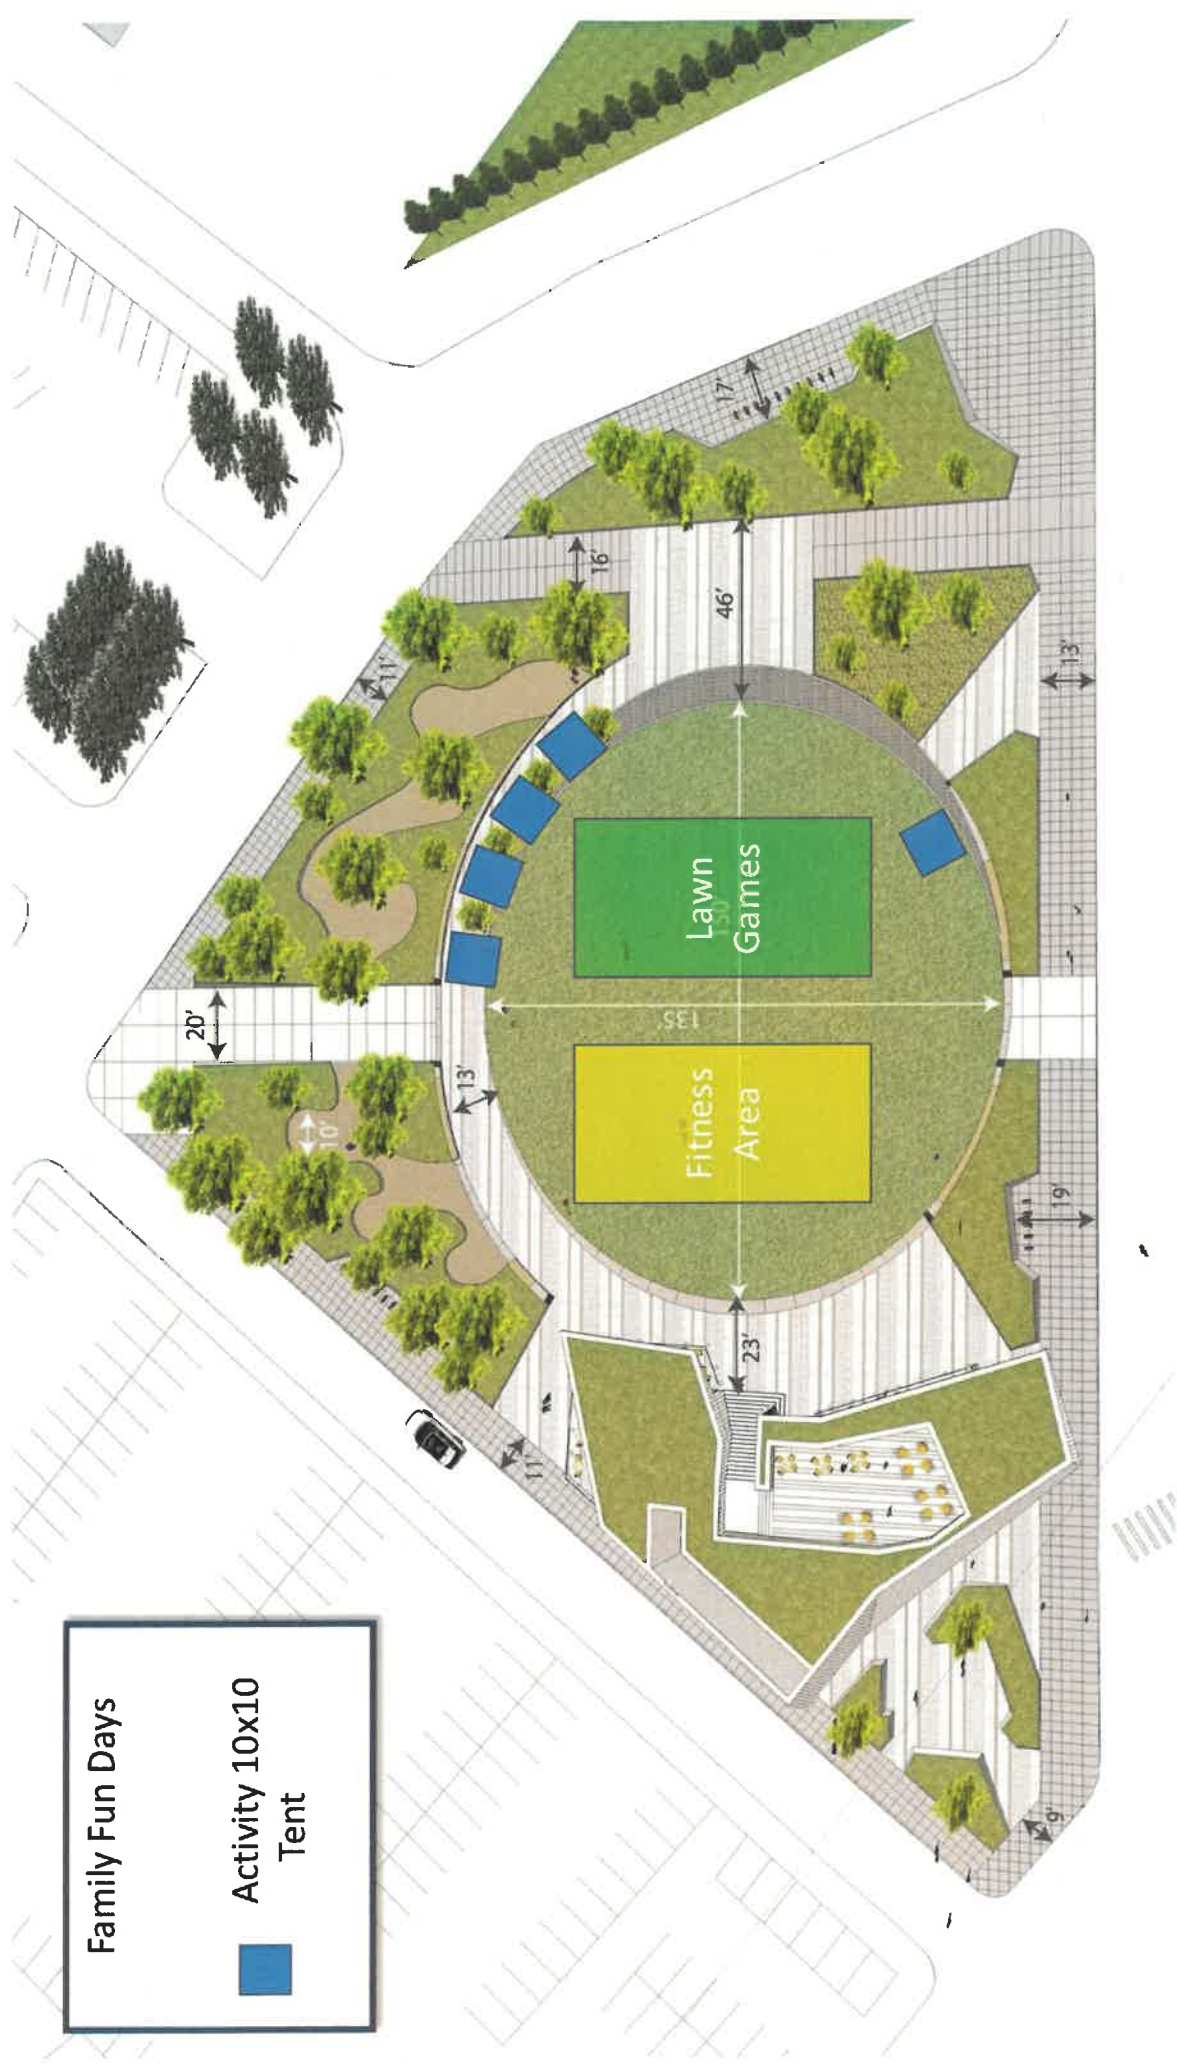 Family Fun Days
Activity 10x10
Tent
20'
11'
16'
17'
10'
13'
11'
135'
150'
46'
23'
Fitness
Area
Lawn
Games
19'
13'
9'